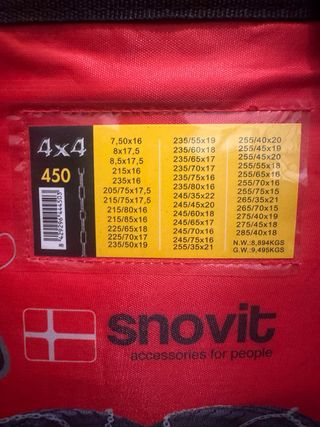 4x4
450
8 429296 444503
7,50x16
8x17,5
8,5x17,5
215x16
235x16
205/75x17,5
215/75x17,5
215/80x16
215/85x16
225/65x18
225/70x17
235/50x19
235/55x19
235/60x18
235/65x17
235/70x17
235/75x16
235/80x16
245/35x22
245/45x20
245/60x18
245/65x17
245/70x16
245/75x16
255/35x21
255/40x20
255/45x19
255/45x20
255/55x18
255/65x16
255/70x16
255/75x15
265/35x21
265/70x15
275/40x19
275/45x18
285/40x18
N.W.:8,894KGS
G.W.:9,495KGS
snovit
accessories for people